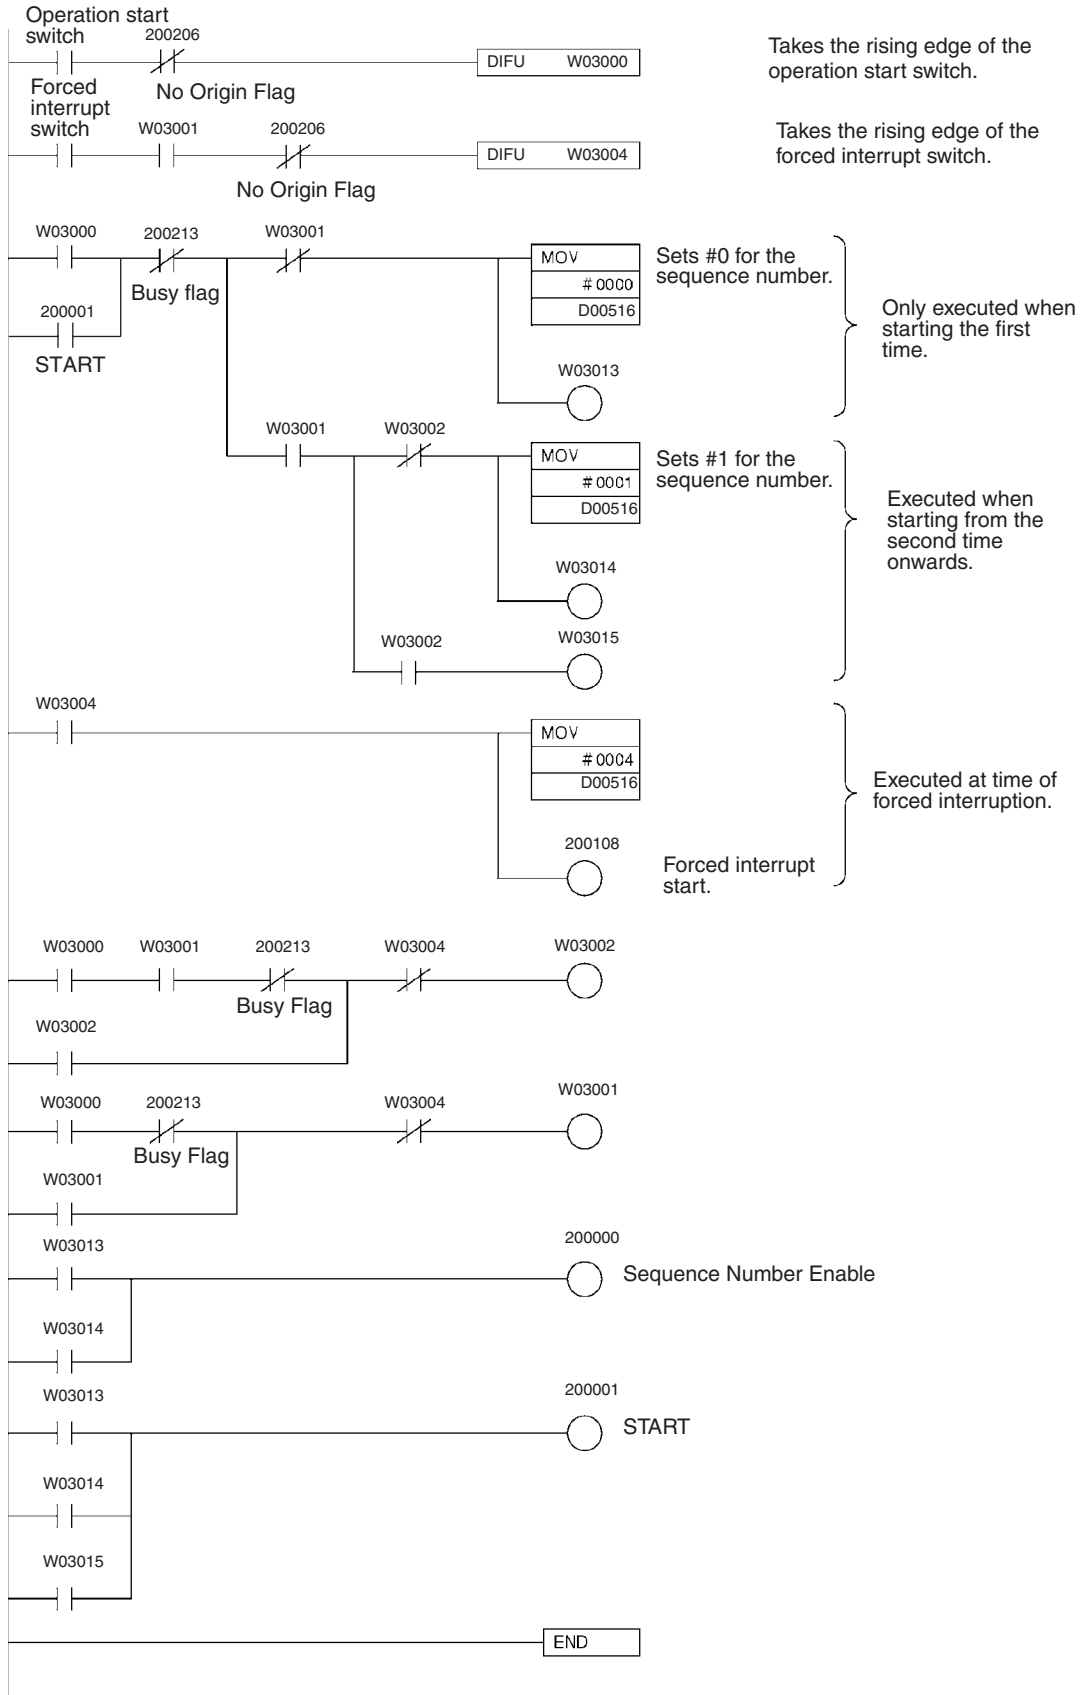 Operation start
switch
200206
DIFU W03000
Takes the rising edge of the
operation start switch.
Forced
interrupt
switch
No Origin Flag
W03001
200206
DIFU W03004
Takes the rising edge of the
forced interrupt switch.
No Origin Flag
W03000
200213
W03001
Busy flag
MOV
# 0000
D00516
Sets #0 for the
sequence number.
Only executed when
starting the first
time.
200001
START
W03013
W03001
W03002
MOV
# 0001
D00516
Sets #1 for the
sequence number.
Executed when
starting from the
second time
onwards.
W03014
W03002
W03015
W03004
MOV
# 0004
D00516
Executed at time of
forced interruption.
200108
Forced interrupt
start.
W03000
W03001
200213
W03004
W03002
Busy Flag
W03002
W03000
200213
W03004
W03001
Busy Flag
W03001
W03013
200000
Sequence Number Enable
W03014
W03013
200001
START
W03014
W03015
END